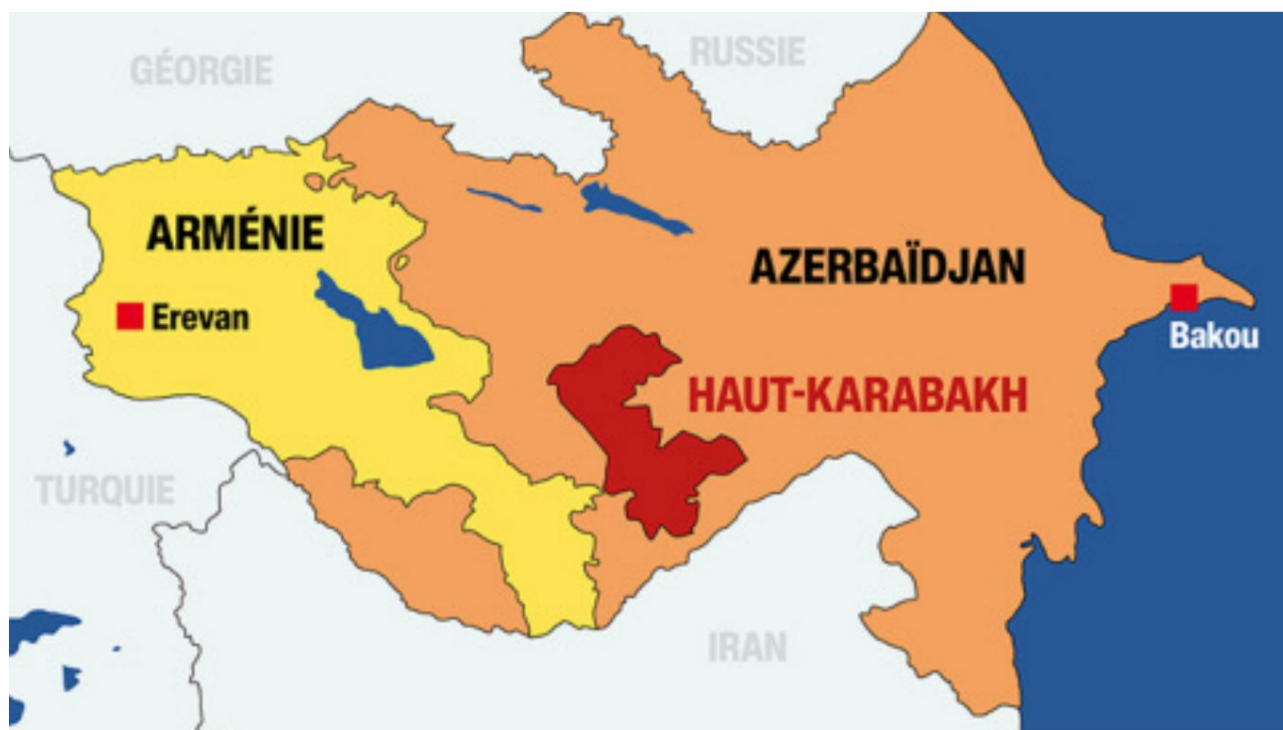 GÉORGIE
RUSSIE
ARMÉNIE
AZERBAÏDJAN
Erevan
Bakou
HAUT-KARABAKH
TURQUIE
IRAN